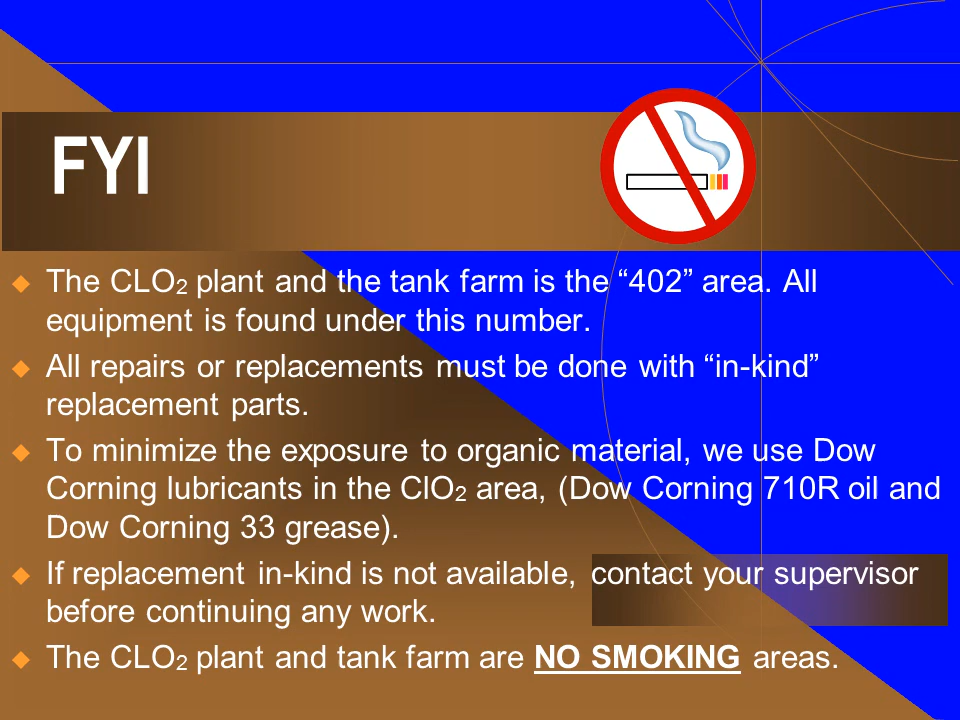 FYI
The CLO₂ plant and the tank farm is the “402” area. All
equipment is found under this number.
All repairs or replacements must be done with “in-kind”
replacement parts.
To minimize the exposure to organic material, we use Dow
Corning lubricants in the ClO₂ area, (Dow Corning 710R oil and
Dow Corning 33 grease).
If replacement in-kind is not available, contact your supervisor
before continuing any work.
The CLO₂ plant and tank farm are NO SMOKING areas.